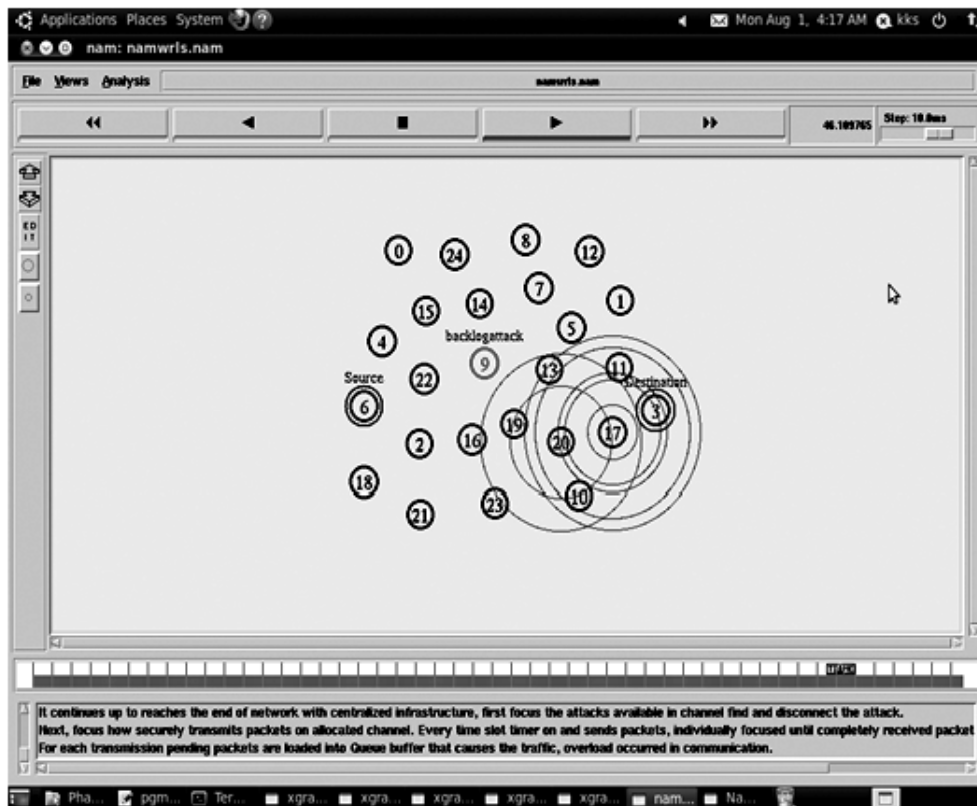 Applications Places System
Mon Aug 1, 4:17 AM
kks
nam: namwrls.nam
File Views Analysis
namwrls.nam
46.109765
Step: 10.0ms
ED
IT
0
24
8
12
7
1
15
14
5
4
backlogattack
9
22
13
11
Source
Destination
6
3
19
17
2
16
20
18
10
23
21
It continues up to reaches the end of network with centralized infrastructure, first focus the attacks available in channel find and disconnect the attack.
Next, focus how securely transmits packets on allocated channel. Every time slot timer on and sends packets, individually focused until completely received packet
For each transmission pending packets are loaded into Queue buffer that causes the traffic, overload occurred in communication.
Pha... pgm... Ter... xgra... xgra... xgra... xgra... xgra... nam... Na...